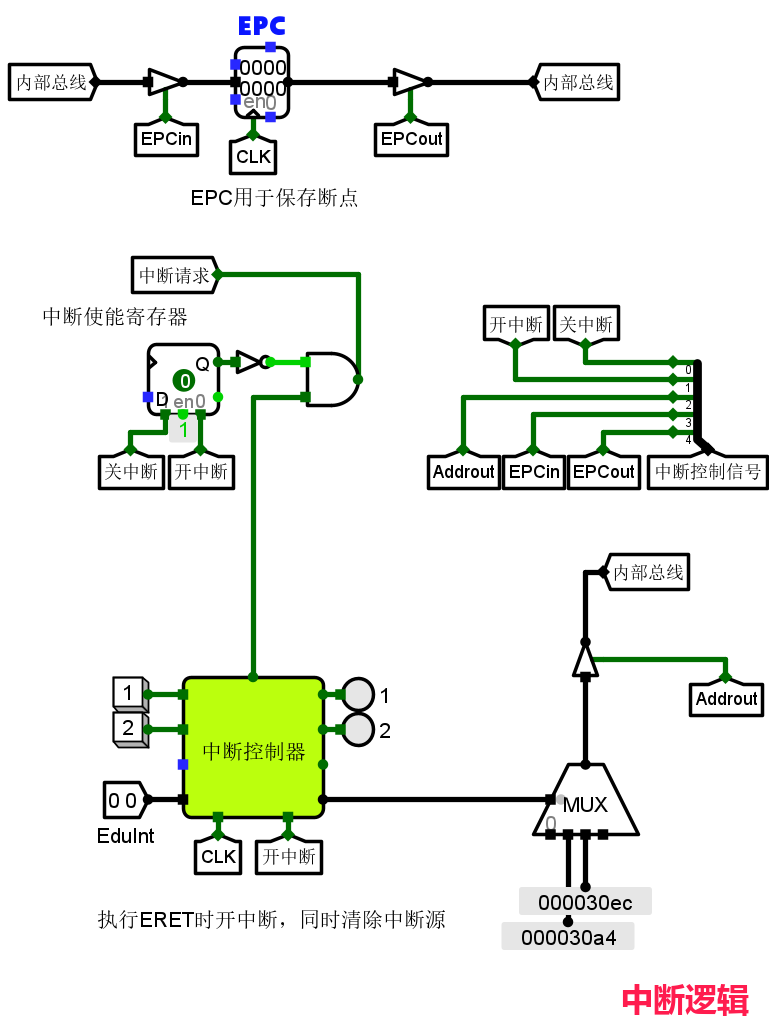 EPC
内部总线
0000
0000
en0
内部总线
EPCin
CLK
EPCout
EPC用于保存断点
中断请求
中断使能寄存器
Q
0
D
1 en0
1
关中断
开中断
开中断
关中断
0
1
2
3
4
Addrout
EPCin
EPCout
中断控制信号
内部总线
Addrout
1
2
中断控制器
1
2
0 0
EduInt
CLK
开中断
MUX
0
000030ec
000030a4
执行ERET时开中断，同时清除中断源
中断逻辑